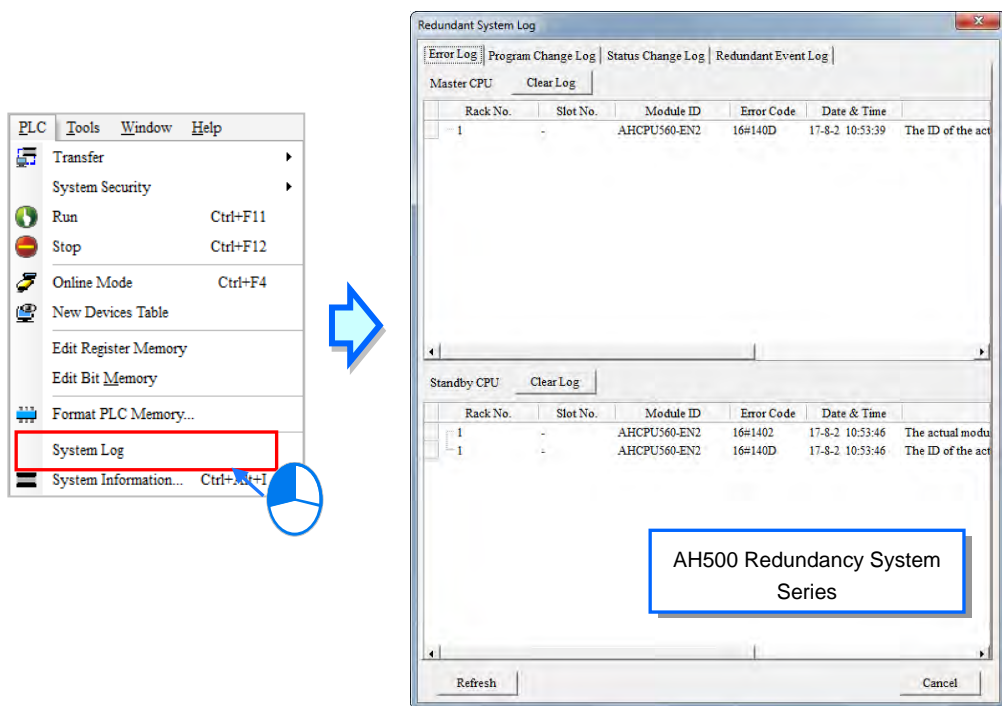 PLC Tools Window Help
Transfer
System Security
Run Ctrl+F11
Stop Ctrl+F12
Online Mode Ctrl+F4
New Devices Table
Edit Register Memory
Edit Bit Memory
Format PLC Memory...
System Log
System Information... Ctrl+Alt+I
Redundant System Log
Error Log Program Change Log Status Change Log Redundant Event Log
Master CPU Clear Log
Rack No. Slot No. Module ID Error Code Date & Time
1 - AHCPU560-EN2 16#140D 17-8-2 10:53:39 The ID of the act
Standby CPU Clear Log
Rack No. Slot No. Module ID Error Code Date & Time
1 - AHCPU560-EN2 16#1402 17-8-2 10:53:46 The actual modu
1 - AHCPU560-EN2 16#140D 17-8-2 10:53:46 The ID of the act
AH500 Redundancy System
Series
Refresh Cancel